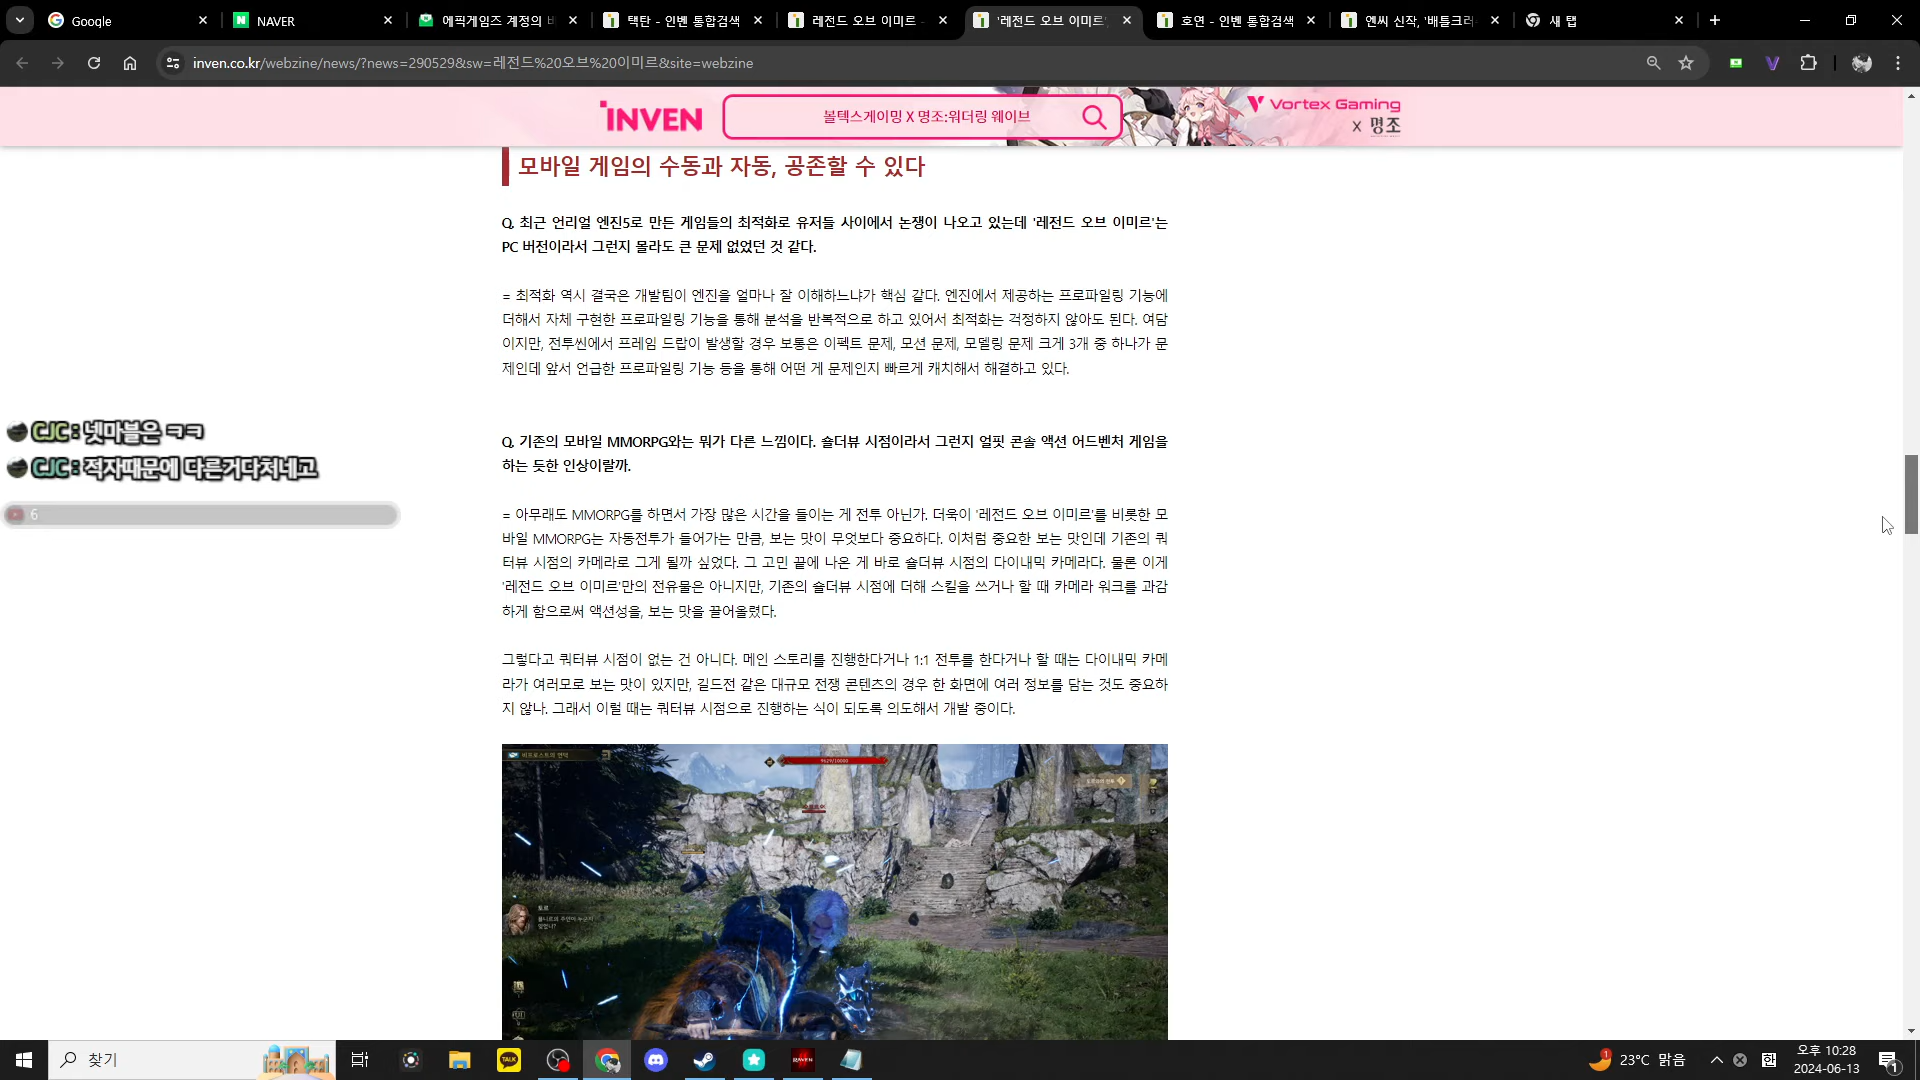 Google
NAVER
에픽게임즈 계정의 비
택탄 - 인벤 통합검색
레전드 오브 이미르 -
'레전드 오브 이미르',
호연 - 인벤 통합검색
엔씨 신작, '배틀크러
새 탭
inven.co.kr/webzine/news/?news=290529&sw=레전드%20오브%20이미르&site=webzine
INVEN
볼텍스게이밍 X 명조:워더링 웨이브
Vortex Gaming
X 명조
모바일 게임의 수동과 자동, 공존할 수 있다
Q. 최근 언리얼 엔진5로 만든 게임들의 최적화로 유저들 사이에서 논쟁이 나오고 있는데 '레전드 오브 이미르'는
PC 버전이라서 그런지 몰라도 큰 문제 없었던 것 같다.
= 최적화 역시 결국은 개발팀이 엔진을 얼마나 잘 이해하느냐가 핵심 같다. 엔진에서 제공하는 프로파일링 기능에
더해서 자체 구현한 프로파일링 기능을 통해 분석을 반복적으로 하고 있어서 최적화는 걱정하지 않아도 된다. 여담
이지만, 전투씬에서 프레임 드랍이 발생할 경우 보통은 이펙트 문제, 모션 문제, 모델링 문제 크게 3개 중 하나가 문
제인데 앞서 언급한 프로파일링 기능 등을 통해 어떤 게 문제인지 빠르게 캐치해서 해결하고 있다.
CJC : 넷마블은 ㅋㅋ
CJC : 적자때문에 다른거다쳐네고
6
Q. 기존의 모바일 MMORPG와는 뭐가 다른 느낌이다. 숄더뷰 시점이라서 그런지 얼핏 콘솔 액션 어드벤처 게임을
하는 듯한 인상이랄까.
= 아무래도 MMORPG를 하면서 가장 많은 시간을 들이는 게 전투 아닌가. 더욱이 '레전드 오브 이미르'를 비롯한 모
바일 MMORPG는 자동전투가 들어가는 만큼, 보는 맛이 무엇보다 중요하다. 이처럼 중요한 보는 맛인데 기존의 쿼
터뷰 시점의 카메라로 그게 될까 싶었다. 그 고민 끝에 나온 게 바로 숄더뷰 시점의 다이내믹 카메라다. 물론 이게
'레전드 오브 이미르'만의 전유물은 아니지만, 기존의 숄더뷰 시점에 더해 스킬을 쓰거나 할 때 카메라 워크를 과감
하게 함으로써 액션성을, 보는 맛을 끌어올렸다.
그렇다고 쿼터뷰 시점이 없는 건 아니다. 메인 스토리를 진행한다거나 1:1 전투를 한다거나 할 때는 다이내믹 카메
라가 여러모로 보는 맛이 있지만, 길드전 같은 대규모 전쟁 콘텐츠의 경우 한 화면에 여러 정보를 담는 것도 중요하
지 않나. 그래서 이럴 때는 쿼터뷰 시점으로 진행하는 식이 되도록 의도해서 개발 중이다.
비프로스트의 언덕
9629/10000
토르
찾기
TALK
RAVEN
1
23°C 맑음
한
오후 10:28
2024-06-13
1